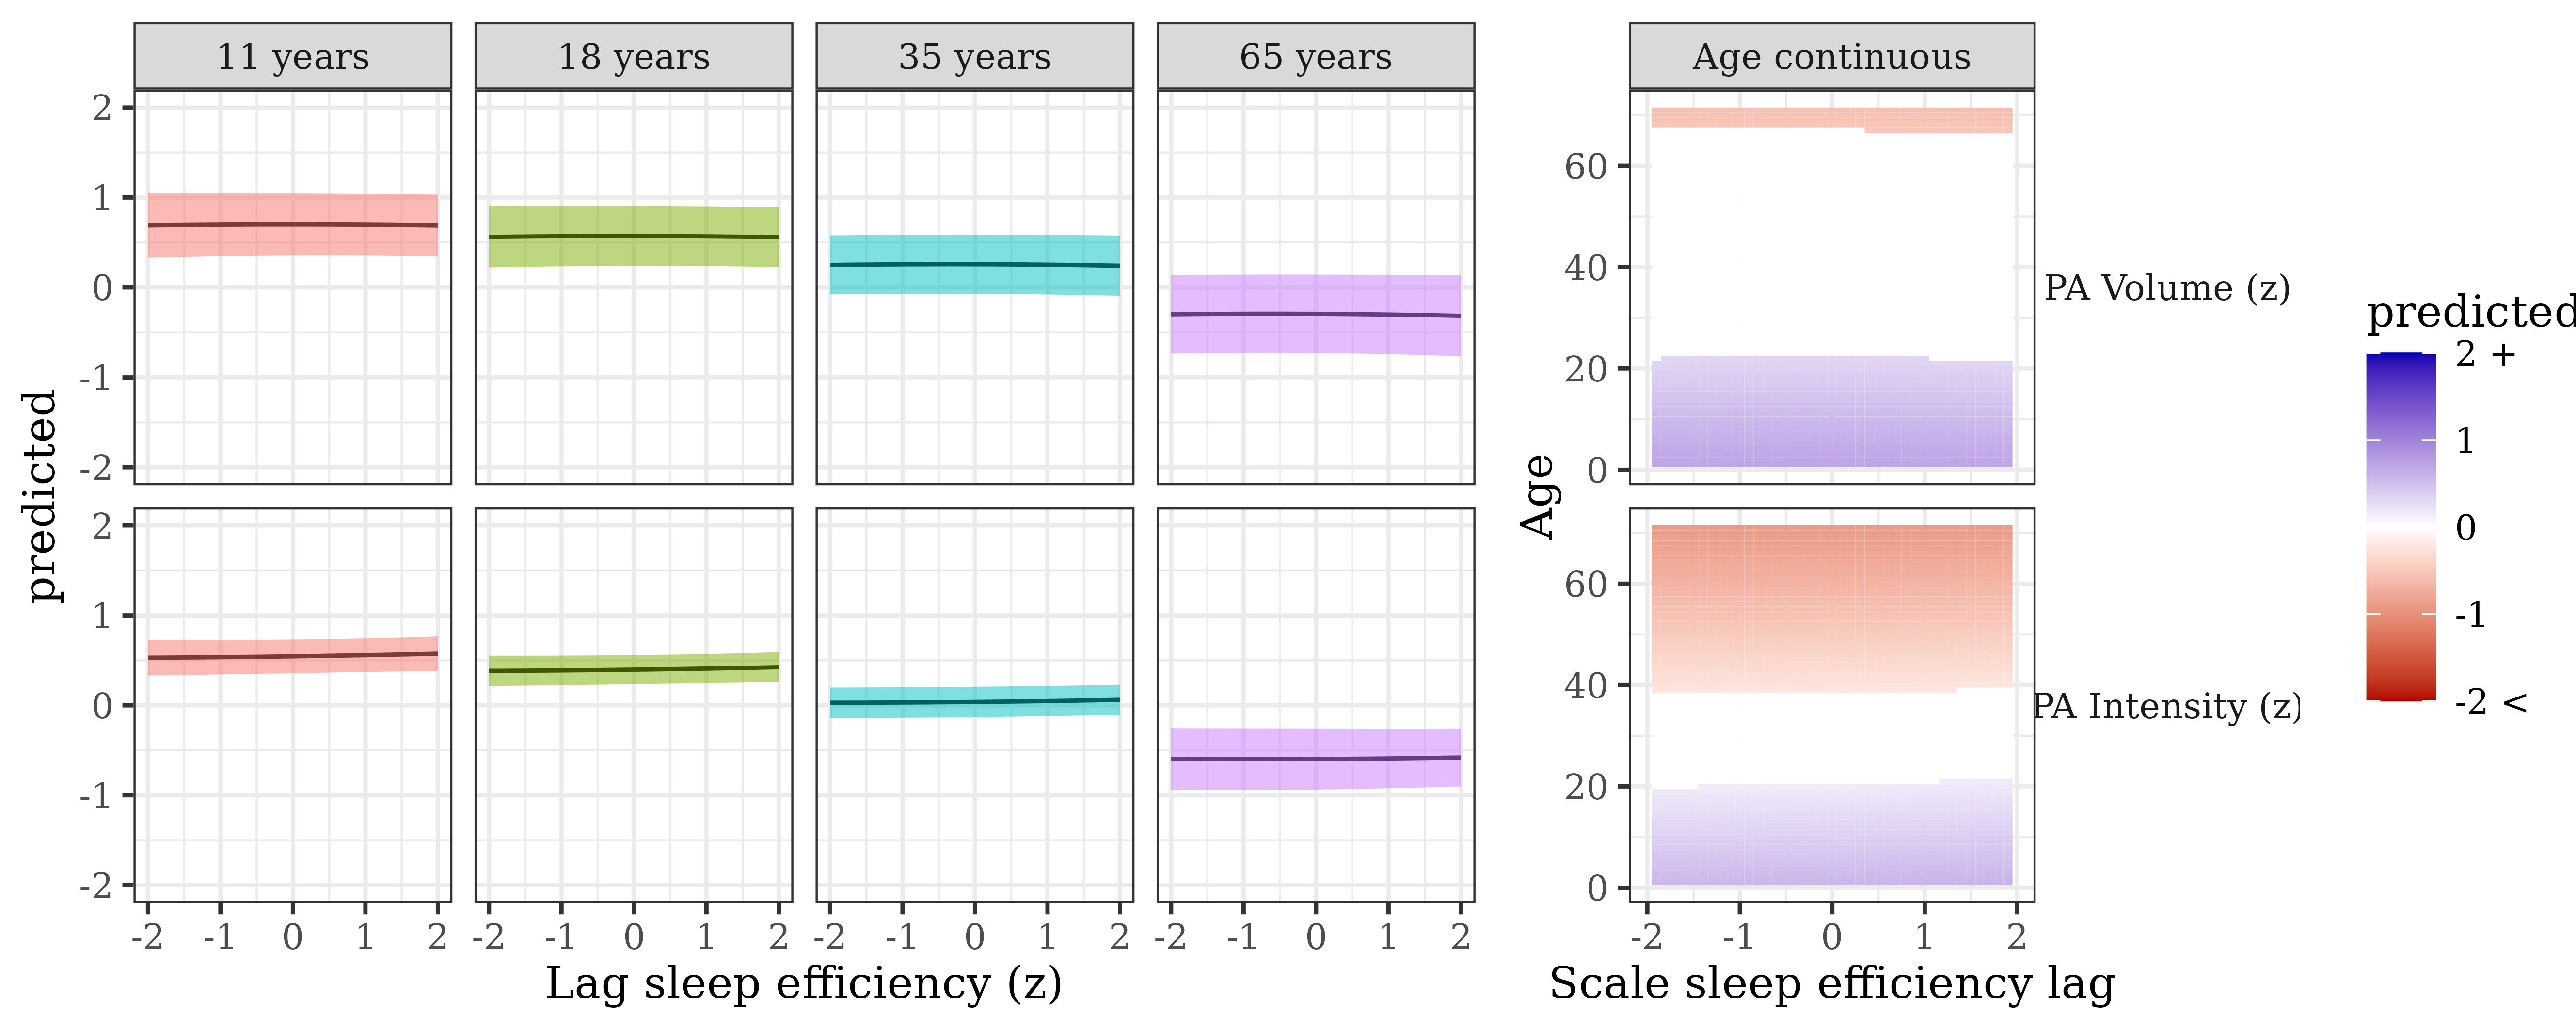 11 years
18 years
35 years
65 years
Age continuous
2
1
0
-1
-2
2
1
0
-1
-2
predicted
-2 -1 0 1 2
-2 -1 0 1 2
-2 -1 0 1 2
-2 -1 0 1 2
Lag sleep efficiency (z)
Age
60
40
20
0
60
40
20
0
-2 -1 0 1 2
Scale sleep efficiency lag
PA Volume (z)
PA Intensity (z)
predicted
2 +
1
0
-1
-2 <